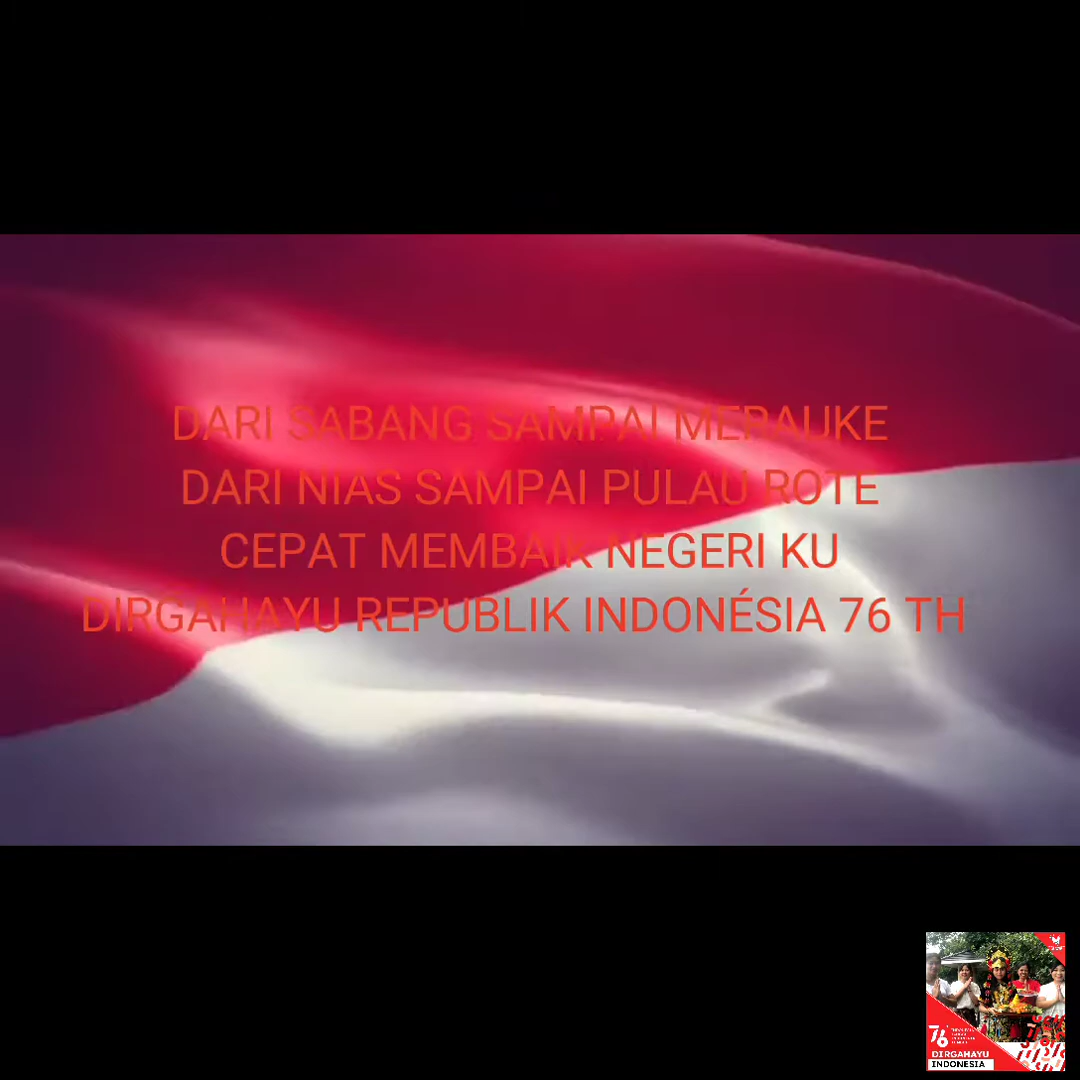 DARI SABANG SAMPAI MERAUKE
DARI NIAS SAMPAI PULAU ROTE
CEPAT MEMBAIK NEGERI KU
DIRGAHAYU REPUBLIK INDONÉSIA 76 TH
76
DIRGAHAYU
INDONESIA